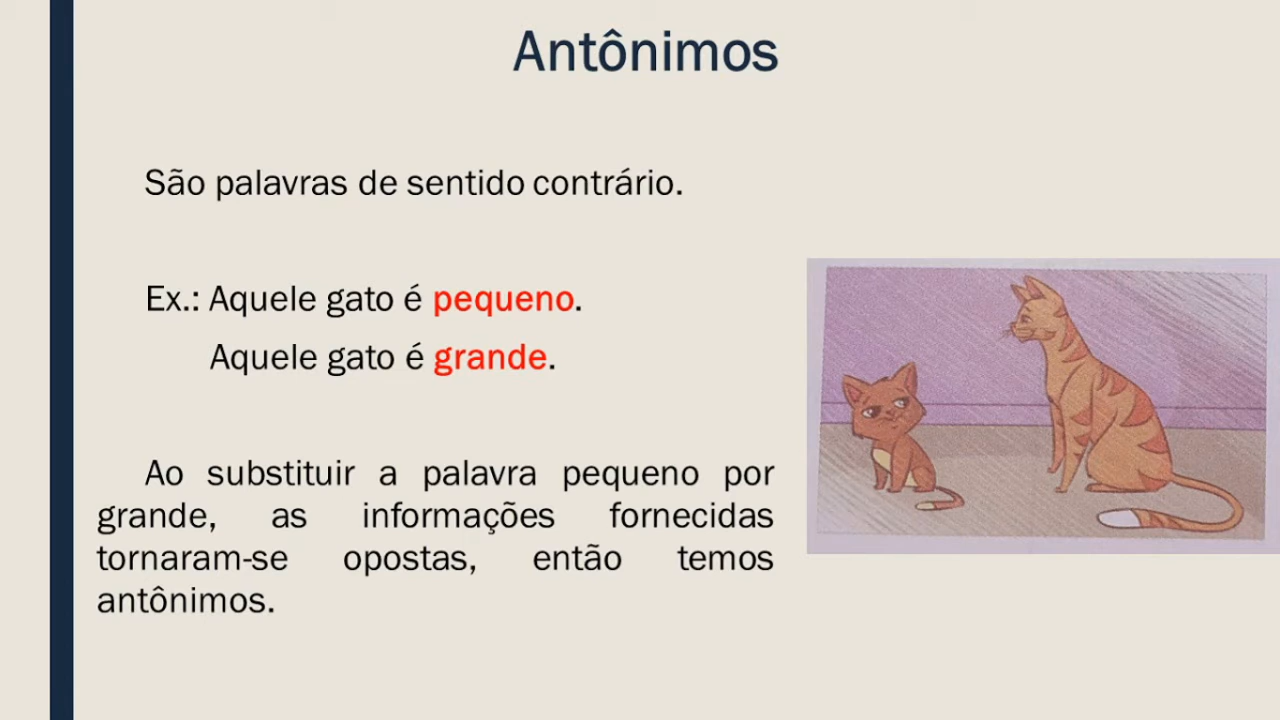 Antônimos
São palavras de sentido contrário.
Ex.: Aquele gato é pequeno.
Aquele gato é grande.
Ao substituir a palavra pequeno por
grande, as informações fornecidas
tornaram-se opostas, então temos
antônimos.